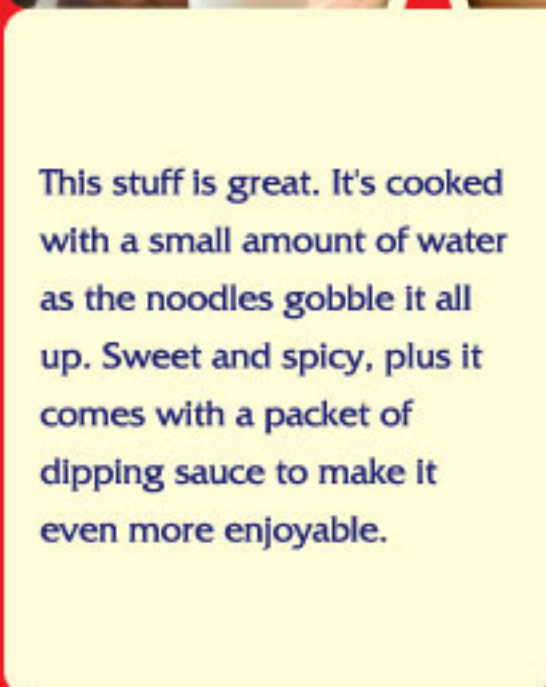 This stuff is great. It's cooked
with a small amount of water
as the noodles gobble it all
up. Sweet and spicy, plus it
comes with a packet of
dipping sauce to make it
even more enjoyable.